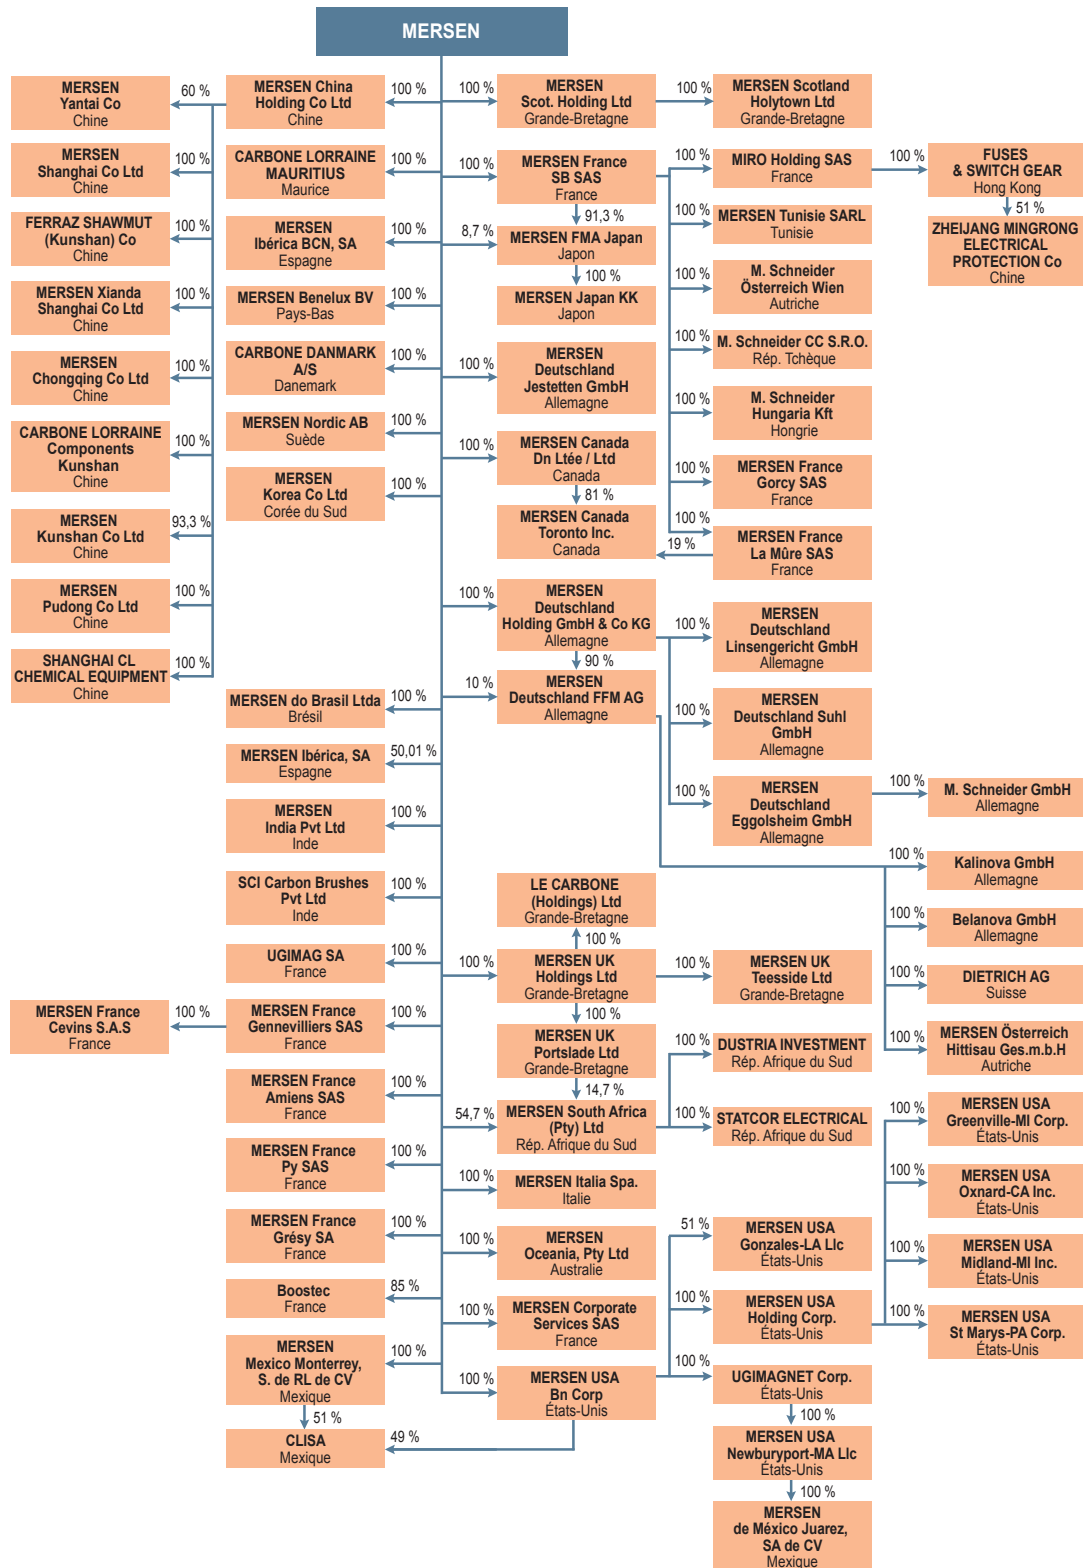 MERSEN
MERSEN
Yantai Co
Chine
60 %
MERSEN China
Holding Co Ltd
Chine
100 %
100 %
MERSEN
Scot. Holding Ltd
Grande-Bretagne
100 %
MERSEN Scotland
Holytown Ltd
Grande-Bretagne
MERSEN
Shanghai Co Ltd
Chine
100 %
CARBONE LORRAINE
MAURITIUS
Maurice
100 %
100 %
MERSEN France
SB SAS
France
100 %
MIRO Holding SAS
France
100 %
FUSES
& SWITCH GEAR
Hong Kong
51 %
ZHEIJANG MINGRONG
ELECTRICAL
PROTECTION Co
Chine
91,3 %
FERRAZ SHAWMUT
(Kunshan) Co
Chine
100 %
MERSEN
Ibérica BCN, SA
Espagne
100 %
8,7 %
MERSEN FMA Japan
Japon
100 %
MERSEN Tunisie SARL
Tunisie
100 %
MERSEN Japan KK
Japon
100 %
M. Schneider
Österreich Wien
Autriche
MERSEN Xianda
Shanghai Co Ltd
Chine
100 %
MERSEN Benelux BV
Pays-Bas
100 %
100 %
M. Schneider CC S.R.O.
Rép. Tchèque
MERSEN
Chongqing Co Ltd
Chine
100 %
CARBONE DANMARK
A/S
Danemark
100 %
100 %
MERSEN
Deutschland
Jestetten GmbH
Allemagne
100 %
M. Schneider
Hungaria Kft
Hongrie
CARBONE LORRAINE
Components
Kunshan
Chine
100 %
MERSEN Nordic AB
Suède
100 %
100 %
MERSEN Canada
Dn Ltée / Ltd
Canada
81 %
100 %
MERSEN France
Gorcy SAS
France
MERSEN
Korea Co Ltd
Corée du Sud
100 %
MERSEN
Kunshan Co Ltd
Chine
93,3 %
MERSEN Canada
Toronto Inc.
Canada
19 %
100 %
MERSEN France
La Mûre SAS
France
MERSEN
Pudong Co Ltd
Chine
100 %
100 %
MERSEN
Deutschland
Holding GmbH & Co KG
Allemagne
90 %
100 %
MERSEN
Deutschland
Linsengericht GmbH
Allemagne
SHANGHAI CL
CHEMICAL EQUIPMENT
Chine
100 %
MERSEN do Brasil Ltda
Brésil
100 %
10 %
MERSEN
Deutschland FFM AG
Allemagne
100 %
MERSEN
Deutschland Suhl
GmbH
Allemagne
MERSEN Ibérica, SA
Espagne
50,01 %
100 %
MERSEN
Deutschland
Eggolsheim GmbH
Allemagne
100 %
M. Schneider GmbH
Allemagne
MERSEN
India Pvt Ltd
Inde
100 %
100 %
Kalinova GmbH
Allemagne
SCI Carbon Brushes
Pvt Ltd
Inde
100 %
LE CARBONE
(Holdings) Ltd
Grande-Bretagne
100 %
100 %
Belanova GmbH
Allemagne
UGIMAG SA
France
100 %
100 %
MERSEN UK
Holdings Ltd
Grande-Bretagne
100 %
100 %
MERSEN UK
Teesside Ltd
Grande-Bretagne
100 %
DIETRICH AG
Suisse
MERSEN France
Cevins S.A.S
France
100 %
MERSEN France
Gennevilliers SAS
France
100 %
MERSEN UK
Portslade Ltd
Grande-Bretagne
14,7 %
100 %
DUSTRIA INVESTMENT
Rép. Afrique du Sud
100 %
MERSEN Österreich
Hittisau Ges.m.b.H
Autriche
MERSEN France
Amiens SAS
France
100 %
54,7 %
MERSEN South Africa
(Pty) Ltd
Rép. Afrique du Sud
100 %
STATCOR ELECTRICAL
Rép. Afrique du Sud
100 %
MERSEN USA
Greenville-MI Corp.
États-Unis
MERSEN France
Py SAS
France
100 %
100 %
MERSEN Italia Spa.
Italie
100 %
MERSEN USA
Oxnard-CA Inc.
États-Unis
MERSEN France
Grésy SA
France
100 %
100 %
MERSEN
Oceania, Pty Ltd
Australie
51 %
MERSEN USA
Gonzales-LA Llc
États-Unis
100 %
MERSEN USA
Midland-MI Inc.
États-Unis
Boostec
France
85 %
100 %
MERSEN Corporate
Services SAS
France
100 %
MERSEN USA
Holding Corp.
États-Unis
100 %
MERSEN USA
St Marys-PA Corp.
États-Unis
MERSEN
Mexico Monterrey,
S. de RL de CV
Mexique
100 %
51 %
100 %
MERSEN USA
Bn Corp
États-Unis
100 %
UGIMAGNET Corp.
États-Unis
100 %
CLISA
Mexique
49 %
MERSEN USA
Newburyport-MA Llc
États-Unis
100 %
MERSEN
de México Juarez,
SA de CV
Mexique